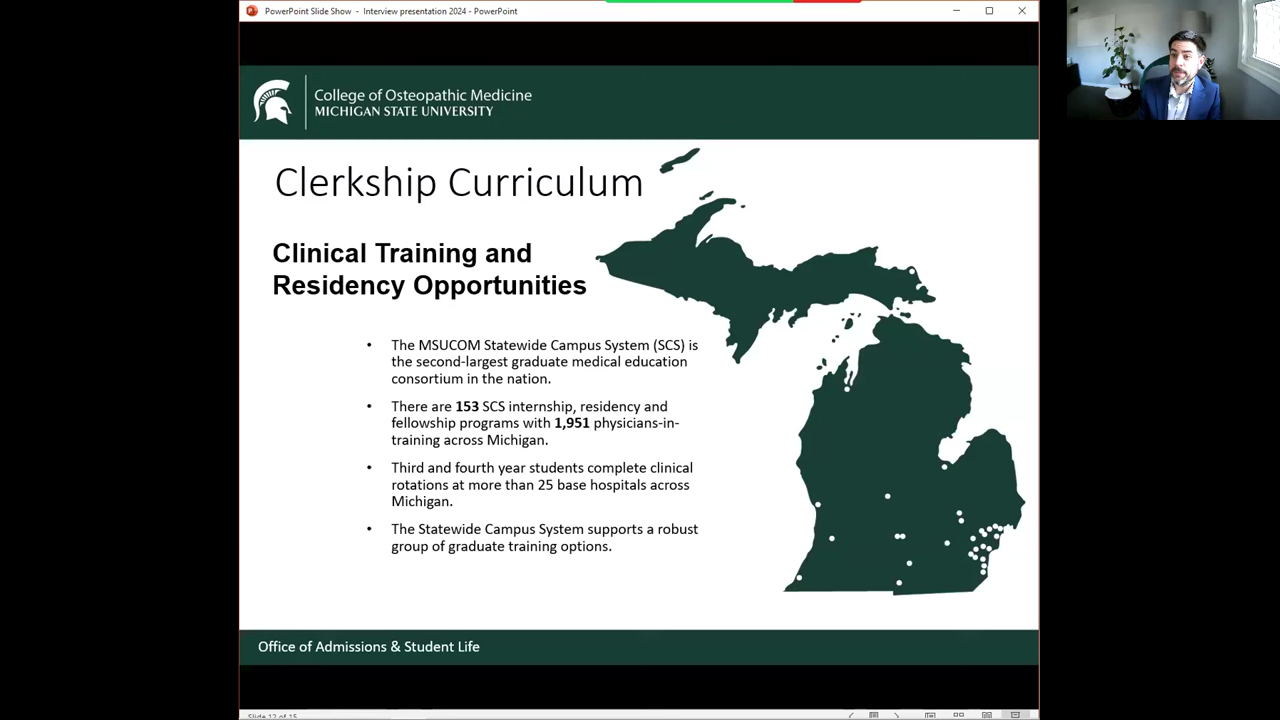 PowerPoint Slide Show - Interview presentation 2024 - PowerPoint
College of Osteopathic Medicine
MICHIGAN STATE UNIVERSITY
Clerkship Curriculum
Clinical Training and
Residency Opportunities
• The MSUCOM Statewide Campus System (SCS) is
the second-largest graduate medical education
consortium in the nation.
• There are 153 SCS internship, residency and
fellowship programs with 1,951 physicians-in-
training across Michigan.
• Third and fourth year students complete clinical
rotations at more than 25 base hospitals across
Michigan.
• The Statewide Campus System supports a robust
group of graduate training options.
Office of Admissions & Student Life
Slide 12 of 15